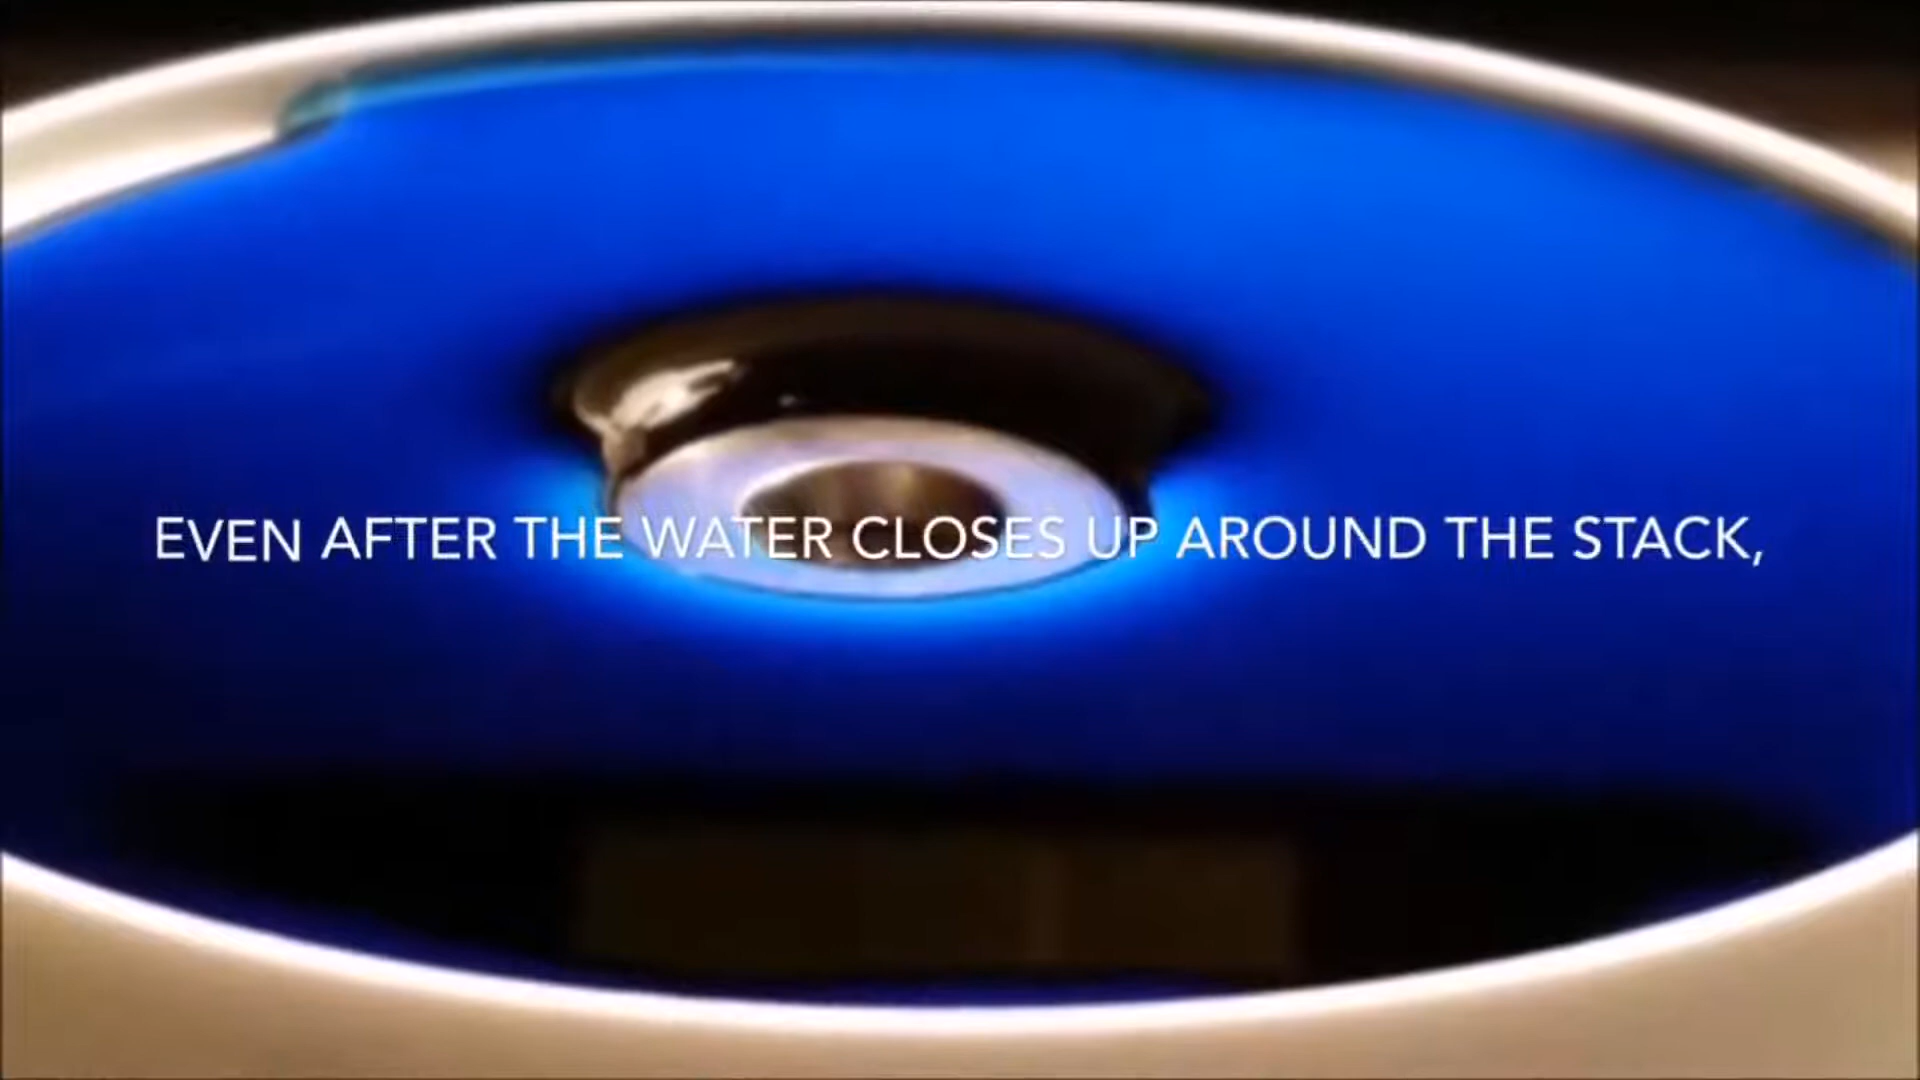 EVEN AFTER THE WATER CLOSES UP AROUND THE STACK,